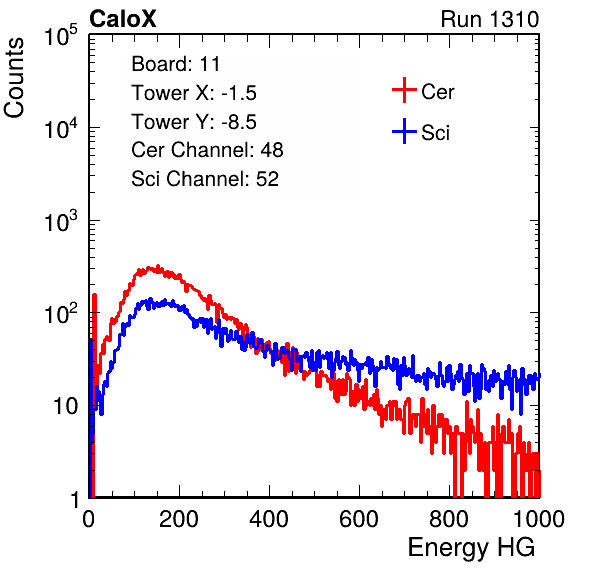 CaloX
Run 1310
Counts
10^5
10^4
10^3
10^2
10
1
Board: 11
Tower X: -1.5
Tower Y: -8.5
Cer Channel: 48
Sci Channel: 52
Cer
Sci
0 200 400 600 800 1000
Energy HG